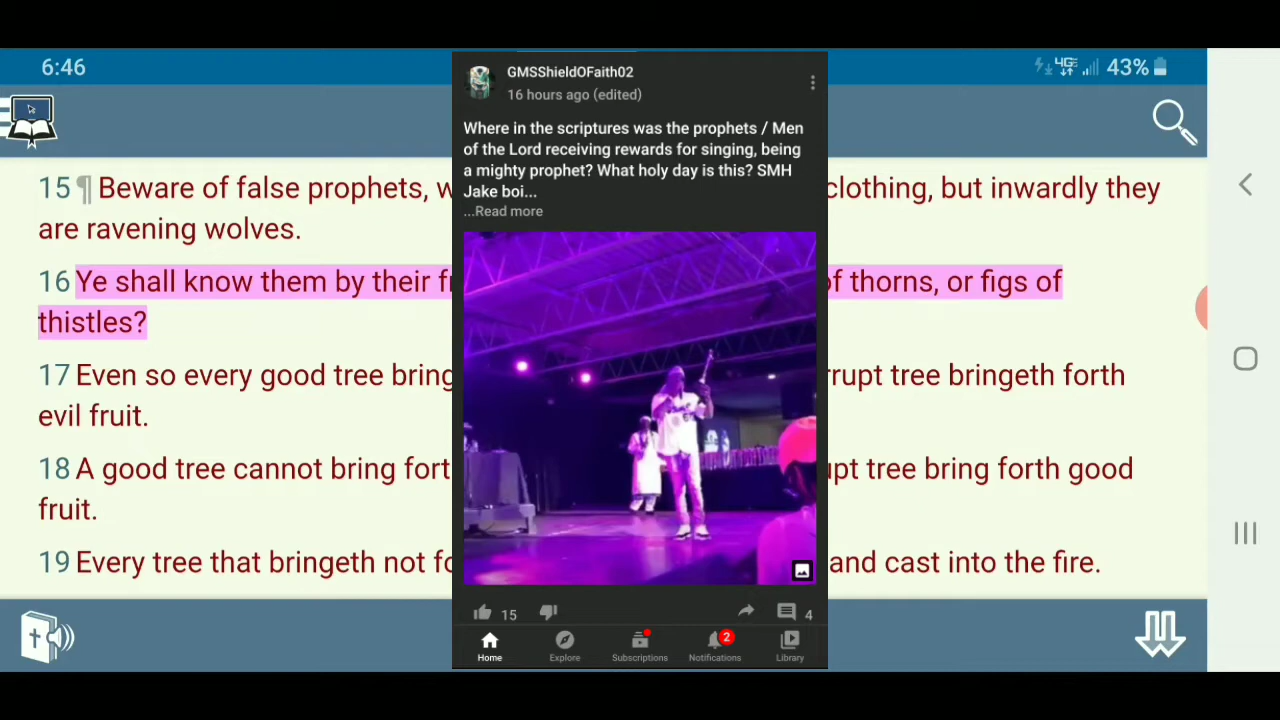 6:46
43%
15 ¶ Beware of false prophets, w
clothing, but inwardly they
are ravening wolves.
16 Ye shall know them by their f
of thorns, or figs of
thistles?
17 Even so every good tree bring
rrupt tree bringeth forth
evil fruit.
18 A good tree cannot bring fort
upt tree bring forth good
fruit.
19 Every tree that bringeth not fo
and cast into the fire.
GMSShieldOFaith02
16 hours ago (edited)
Where in the scriptures was the prophets / Men
of the Lord receiving rewards for singing, being
a mighty prophet? What holy day is this? SMH
Jake boi...
...Read more
15
4
2
Home
Explore
Subscriptions
Notifications
Library